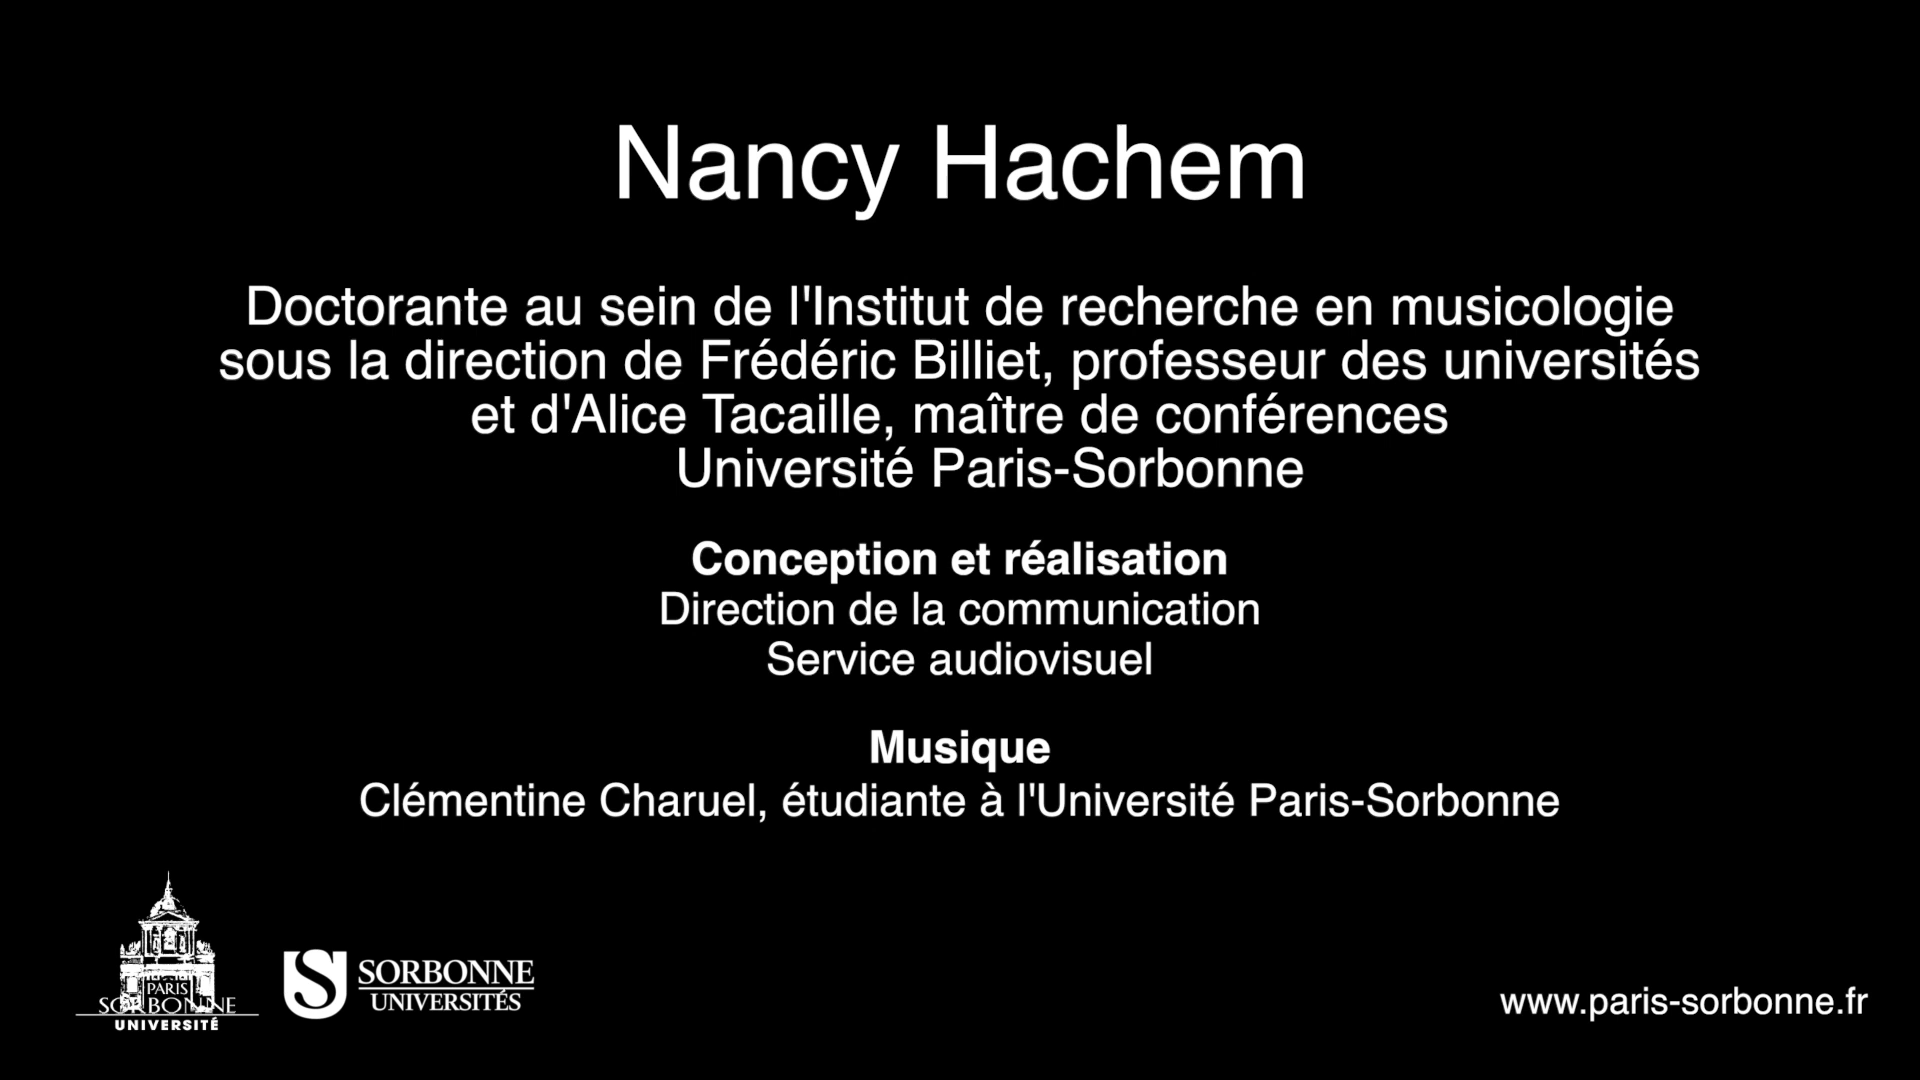 Nancy Hachem
Doctorante au sein de l'Institut de recherche en musicologie
sous la direction de Frédéric Billiet, professeur des universités
et d'Alice Tacaille, maître de conférences
Université Paris-Sorbonne
Conception et réalisation
Direction de la communication
Service audiovisuel
Musique
Clémentine Charuel, étudiante à l'Université Paris-Sorbonne
PARIS
SORBONNE
UNIVERSITÉ
S SORBONNE
UNIVERSITÉS
www.paris-sorbonne.fr